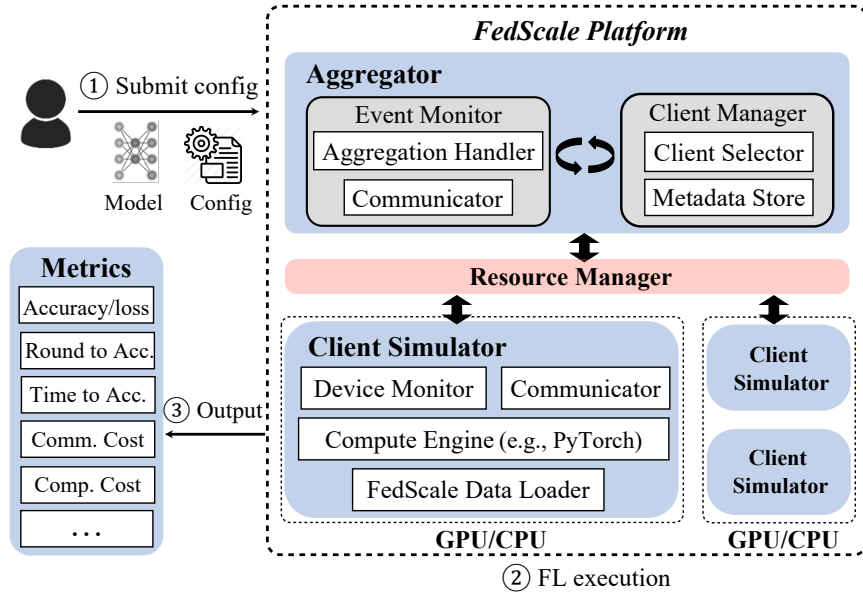 FedScale Platform
① Submit config
Model
Config
Aggregator
Event Monitor
Aggregation Handler
Communicator
Client Manager
Client Selector
Metadata Store
Resource Manager
Client Simulator
Device Monitor
Communicator
Compute Engine (e.g., PyTorch)
FedScale Data Loader
GPU/CPU
Client
Simulator
Client
Simulator
GPU/CPU
② FL execution
③ Output
Metrics
Accuracy/loss
Round to Acc.
Time to Acc.
Comm. Cost
Comp. Cost
...